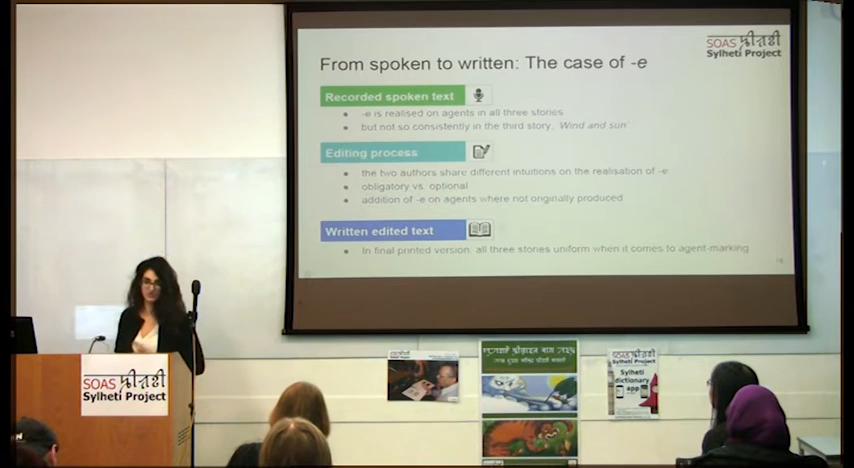 SOAS ꠍꠤꠟꠐꠤ
Sylheti Project
From spoken to written: The case of -e
Recorded spoken text
-e is realised on agents in all three stories
but not so consistently in the third story, 'Wind and sun'
Editing process
the two authors share different intuitions on the realisation of -e
obligatory vs. optional
addition of -e on agents where not originally produced
Written edited text
In final printed version, all three stories uniform when it comes to agent-marking
SOAS
Sylheti Project
SOAS
Sylheti Project
Sylheti
dictionary
app